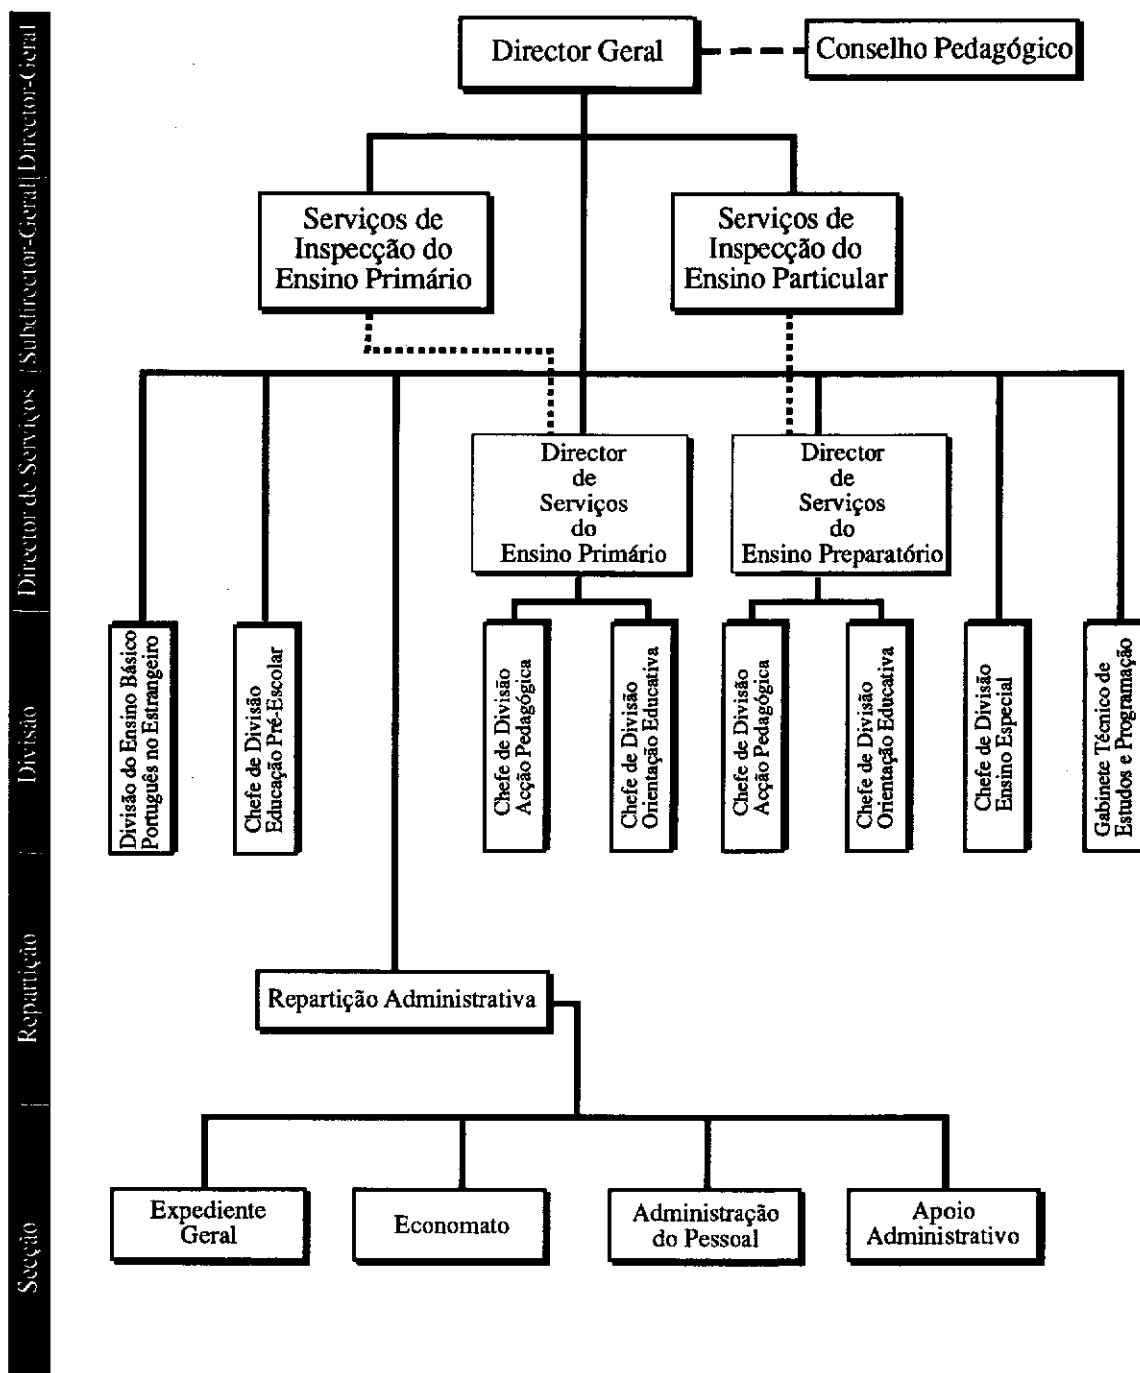 Director-Geral
Subdirector-Geral
Director de Serviços
Divisão
Repartição
Secção
Director Geral
Conselho Pedagógico
Serviços de
Inspecção do
Ensino Primário
Serviços de
Inspecção do
Ensino Particular
Director
de
Serviços
do
Ensino Primário
Director
de
Serviços
do
Ensino Preparatório
Divisão do Ensino Básico
Português no Estrangeiro
Chefe de Divisão
Educação Pré-Escolar
Chefe de Divisão
Acção Pedagógica
Chefe de Divisão
Orientação Educativa
Chefe de Divisão
Acção Pedagógica
Chefe de Divisão
Orientação Educativa
Chefe de Divisão
Ensino Especial
Gabinete Técnico de
Estudos e Programação
Repartição Administrativa
Expediente
Geral
Economato
Administração
do Pessoal
Apoio
Administrativo